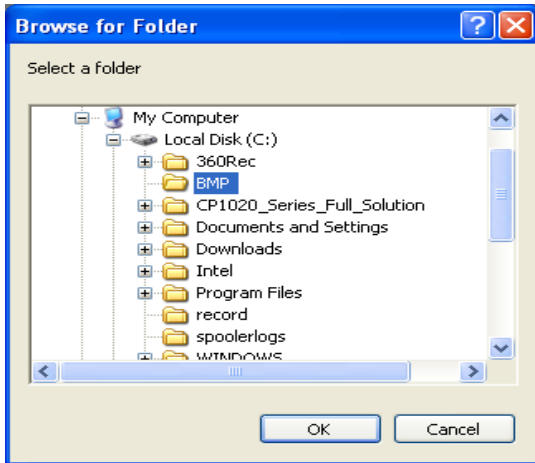 Browse for Folder
Select a folder
My Computer
Local Disk (C:)
360Rec
BMP
CP1020_Series_Full_Solution
Documents and Settings
Downloads
Intel
Program Files
record
spoolerlogs
WINDOWS
OK Cancel